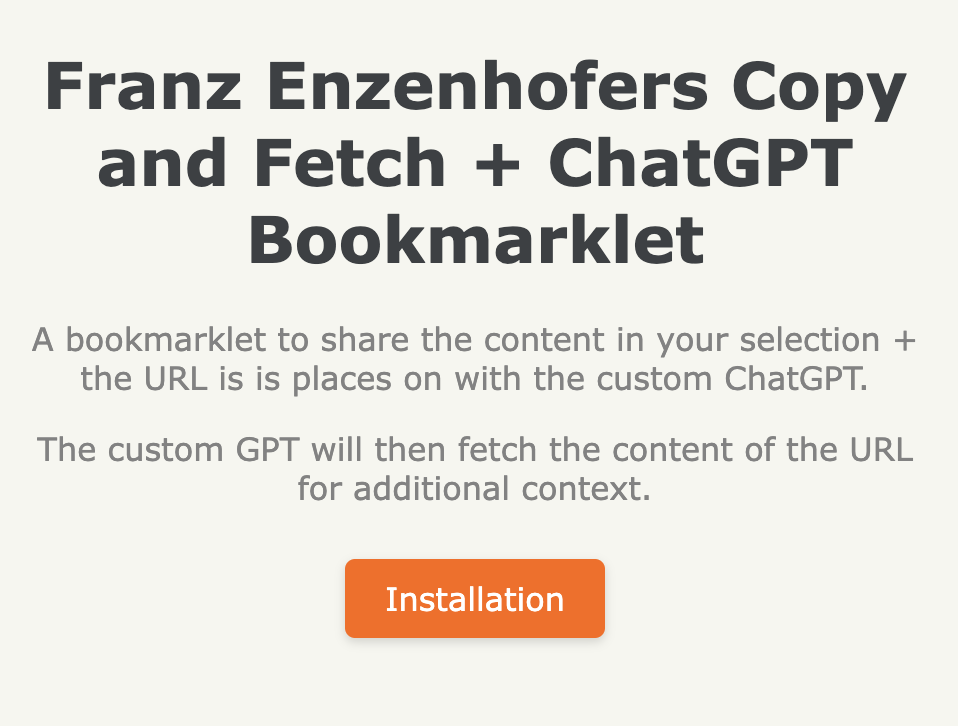 Franz Enzenhofers Copy
and Fetch + ChatGPT
Bookmarklet
A bookmarklet to share the content in your selection +
the URL is is places on with the custom ChatGPT.
The custom GPT will then fetch the content of the URL
for additional context.
Installation